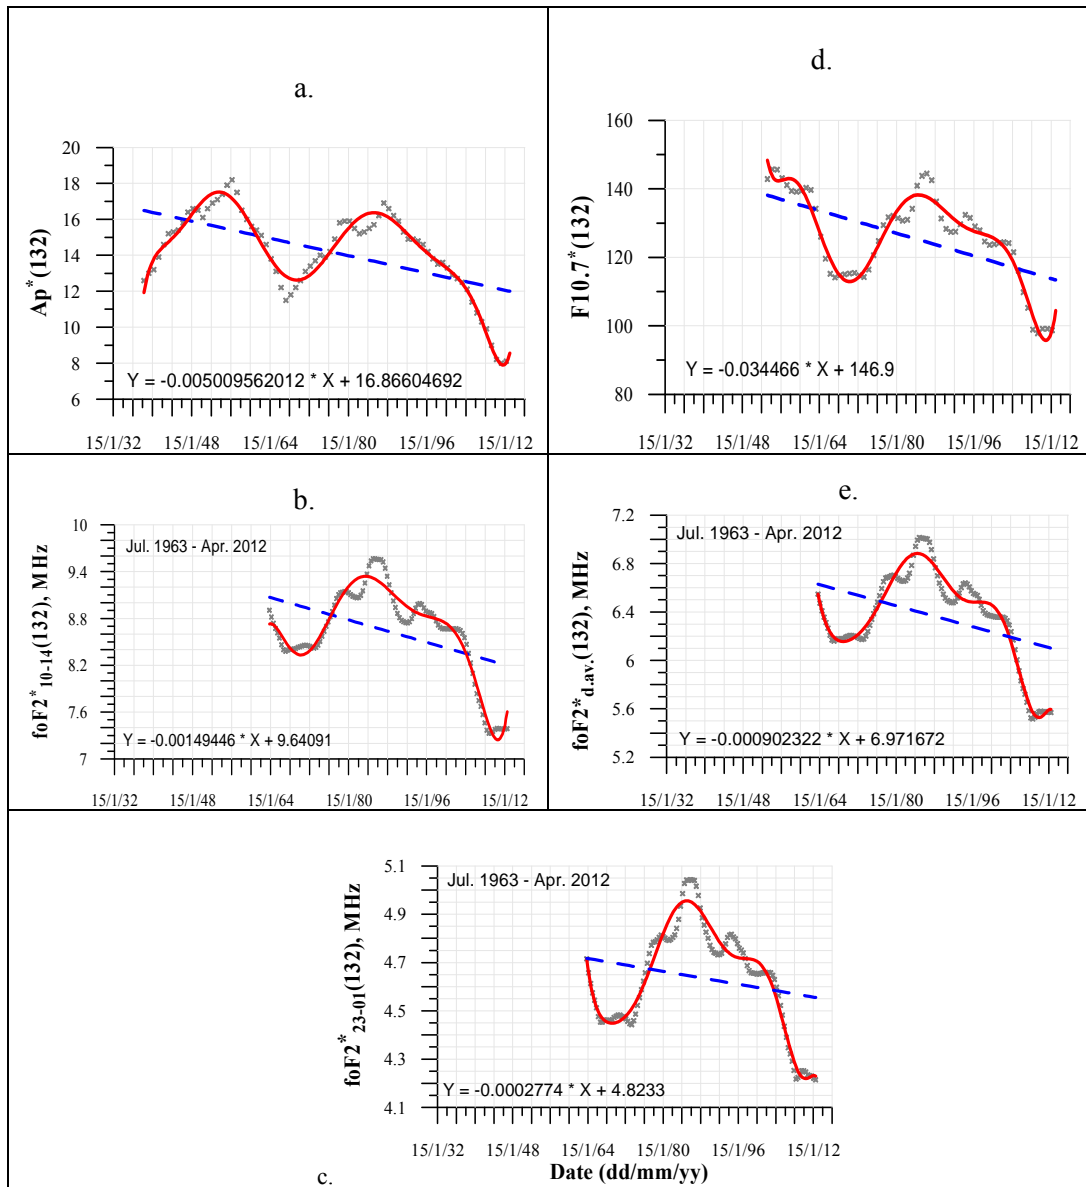 a.
Ap*(132)
20
18
16
14
12
10
8
6
Y = -0.005009562012 * X + 16.86604692
15/1/32 15/1/48 15/1/64 15/1/80 15/1/96 15/1/12
d.
F10.7*(132)
160
140
120
100
80
Y = -0.034466 * X + 146.9
15/1/32 15/1/48 15/1/64 15/1/80 15/1/96 15/1/12
b.
foF2*10-14(132), MHz
10
9.4
8.8
8.2
7.6
7
Jul. 1963 - Apr. 2012
Y = -0.00149446 * X + 9.64091
15/1/32 15/1/48 15/1/64 15/1/80 15/1/96 15/1/12
e.
foF2*d.av.(132), MHz
7.2
6.8
6.4
6
5.6
5.2
Jul. 1963 - Apr. 2012
Y = -0.000902322 * X + 6.971672
15/1/32 15/1/48 15/1/64 15/1/80 15/1/96 15/1/12
foF2*23-01(132), MHz
5.1
4.9
4.7
4.5
4.3
4.1
Jul. 1963 - Apr. 2012
Y = -0.0002774 * X + 4.8233
15/1/32 15/1/48 15/1/64 15/1/80 15/1/96 15/1/12
c.
Date (dd/mm/yy)